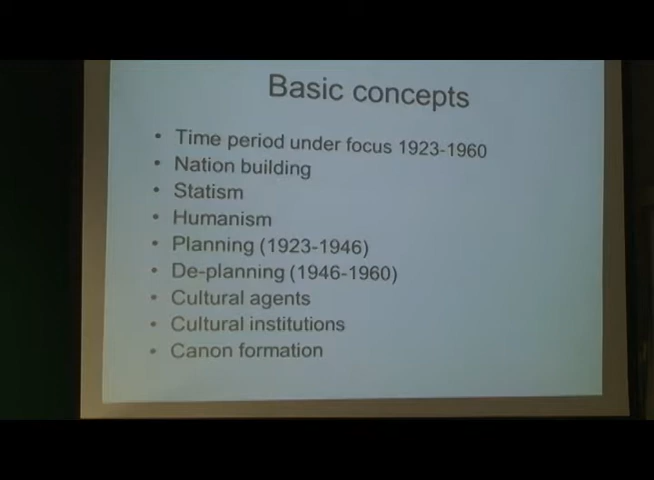 Basic concepts
• Time period under focus 1923-1960
• Nation building
• Statism
• Humanism
• Planning (1923-1946)
• De-planning (1946-1960)
• Cultural agents
• Cultural institutions
• Canon formation